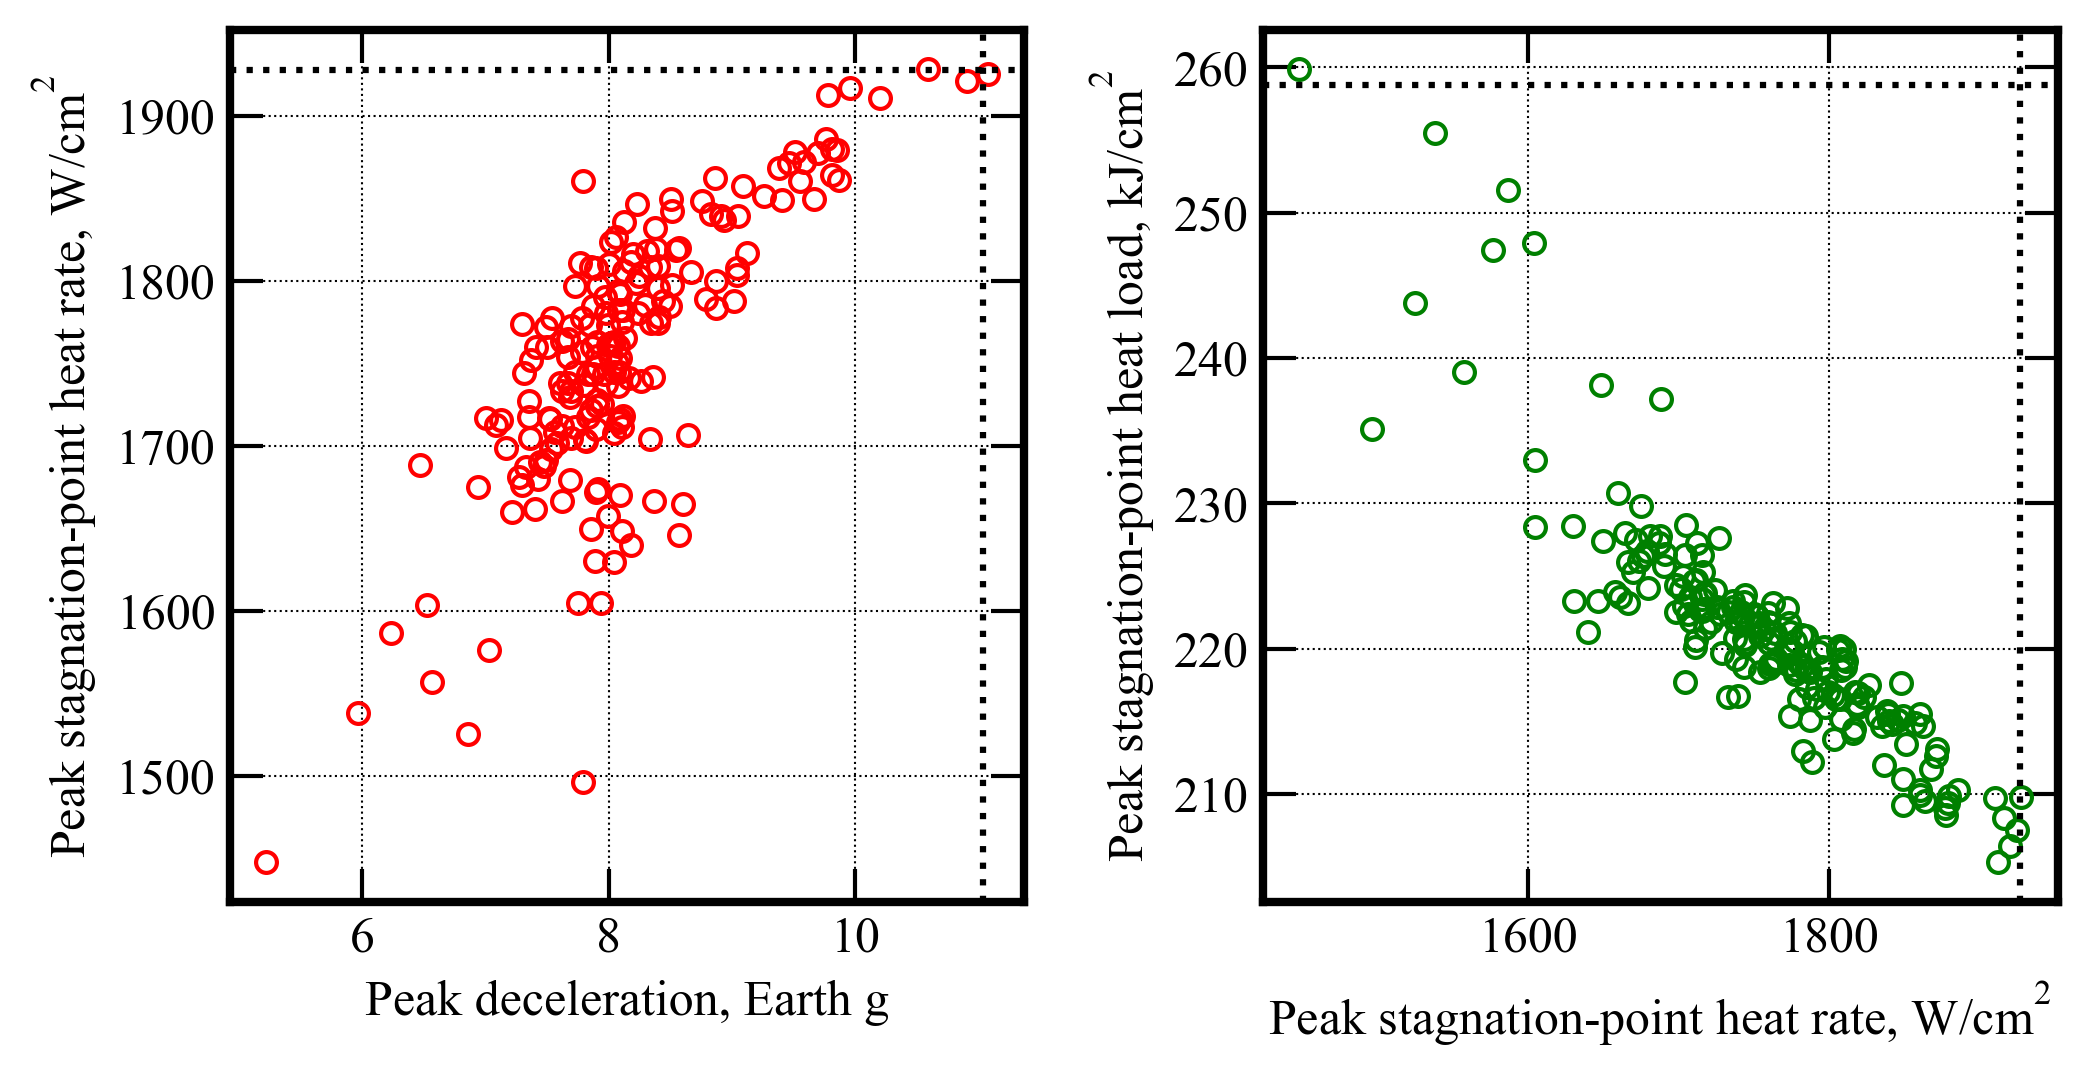 Peak stagnation-point heat rate, W/cm²
1900
1800
1700
1600
1500
6 8 10
Peak deceleration, Earth g
Peak stagnation-point heat load, kJ/cm²
260
250
240
230
220
210
1600 1800
Peak stagnation-point heat rate, W/cm²